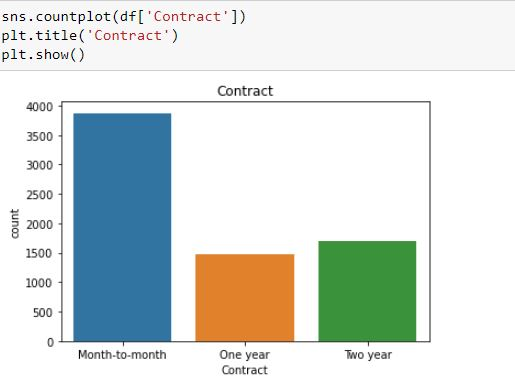 sns.countplot(df['Contract'])
plt.title('Contract')
plt.show()
Contract
4000
3500
3000
2500
2000
1500
1000
500
0
count
Month-to-month One year Two year
Contract